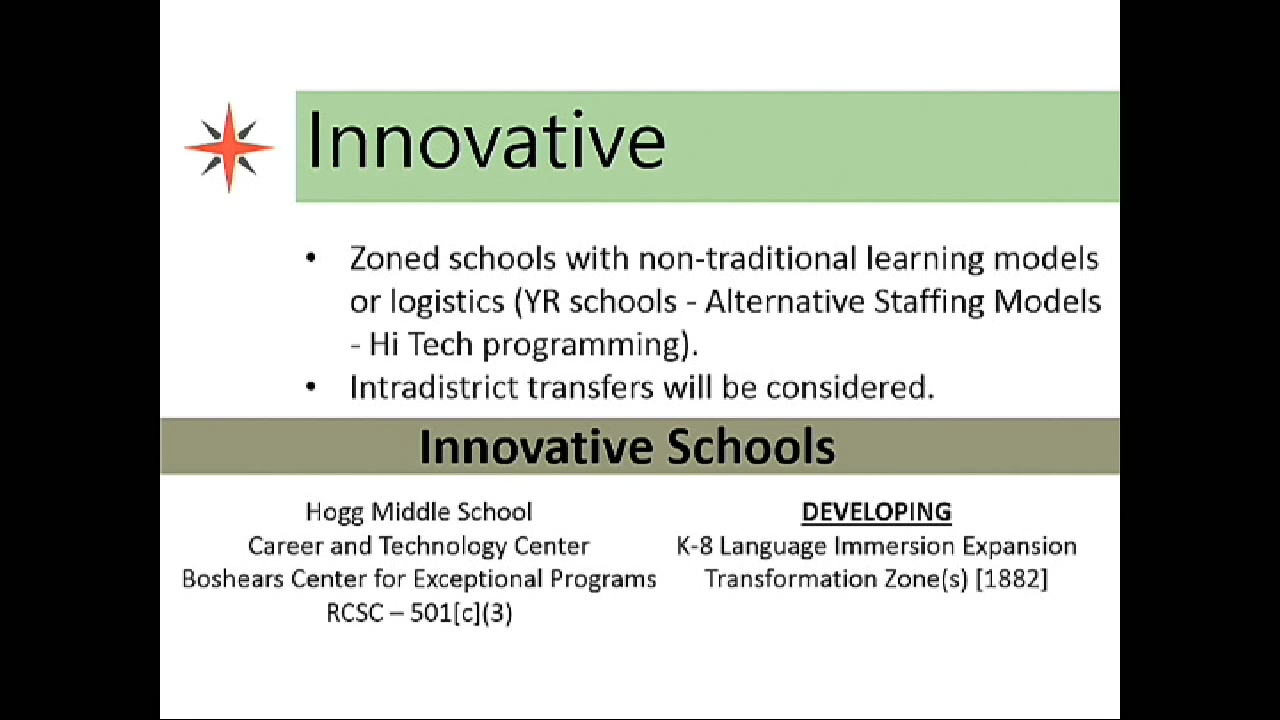 Innovative
• Zoned schools with non-traditional learning models
or logistics (YR schools - Alternative Staffing Models
- Hi Tech programming).
• Intradistrict transfers will be considered.
Innovative Schools
Hogg Middle School
Career and Technology Center
Boshears Center for Exceptional Programs
RCSC – 501[c](3)
DEVELOPING
K-8 Language Immersion Expansion
Transformation Zone(s) [1882]